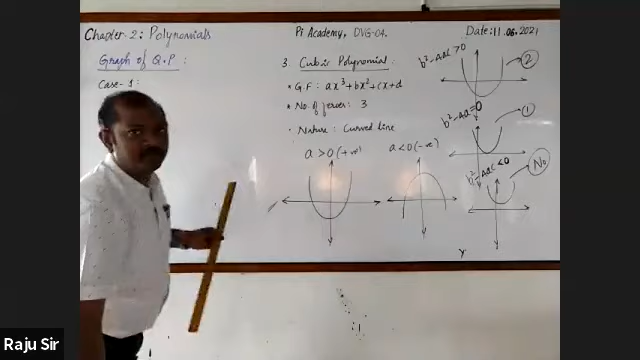 Chapter-2: Polynomials
Pi Academy, DVG-04.
Date: 11.06.2021
Graph of Q.P :
Case-1:
3 Cubic Polynomial:
• G.F: ax³+bx²+cx+d
• No. of zeroes: 3
• Nature: Curved line
a>0 (+ve)
a<0 (-ve)
b²-4ac>0
2
b²-4ac=0
1
b²-4ac<0
No
Y
Raju Sir